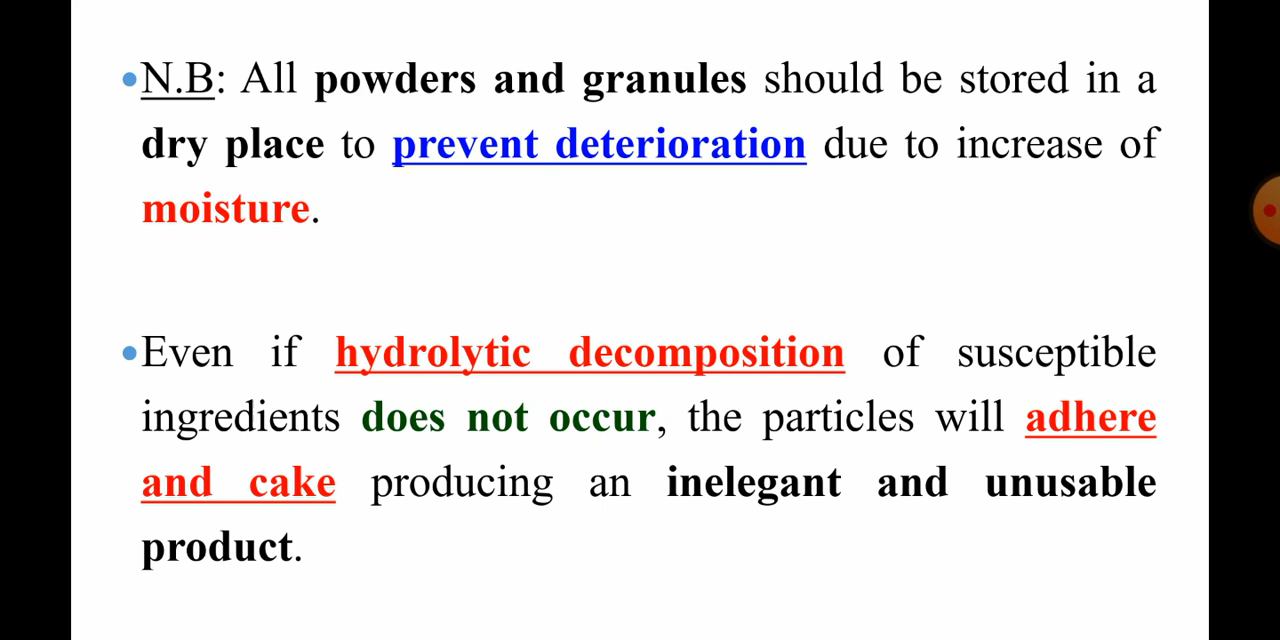 •N.B: All powders and granules should be stored in a
dry place to prevent deterioration due to increase of
moisture.
•Even if hydrolytic decomposition of susceptible
ingredients does not occur, the particles will adhere
and cake producing an inelegant and unusable
product.